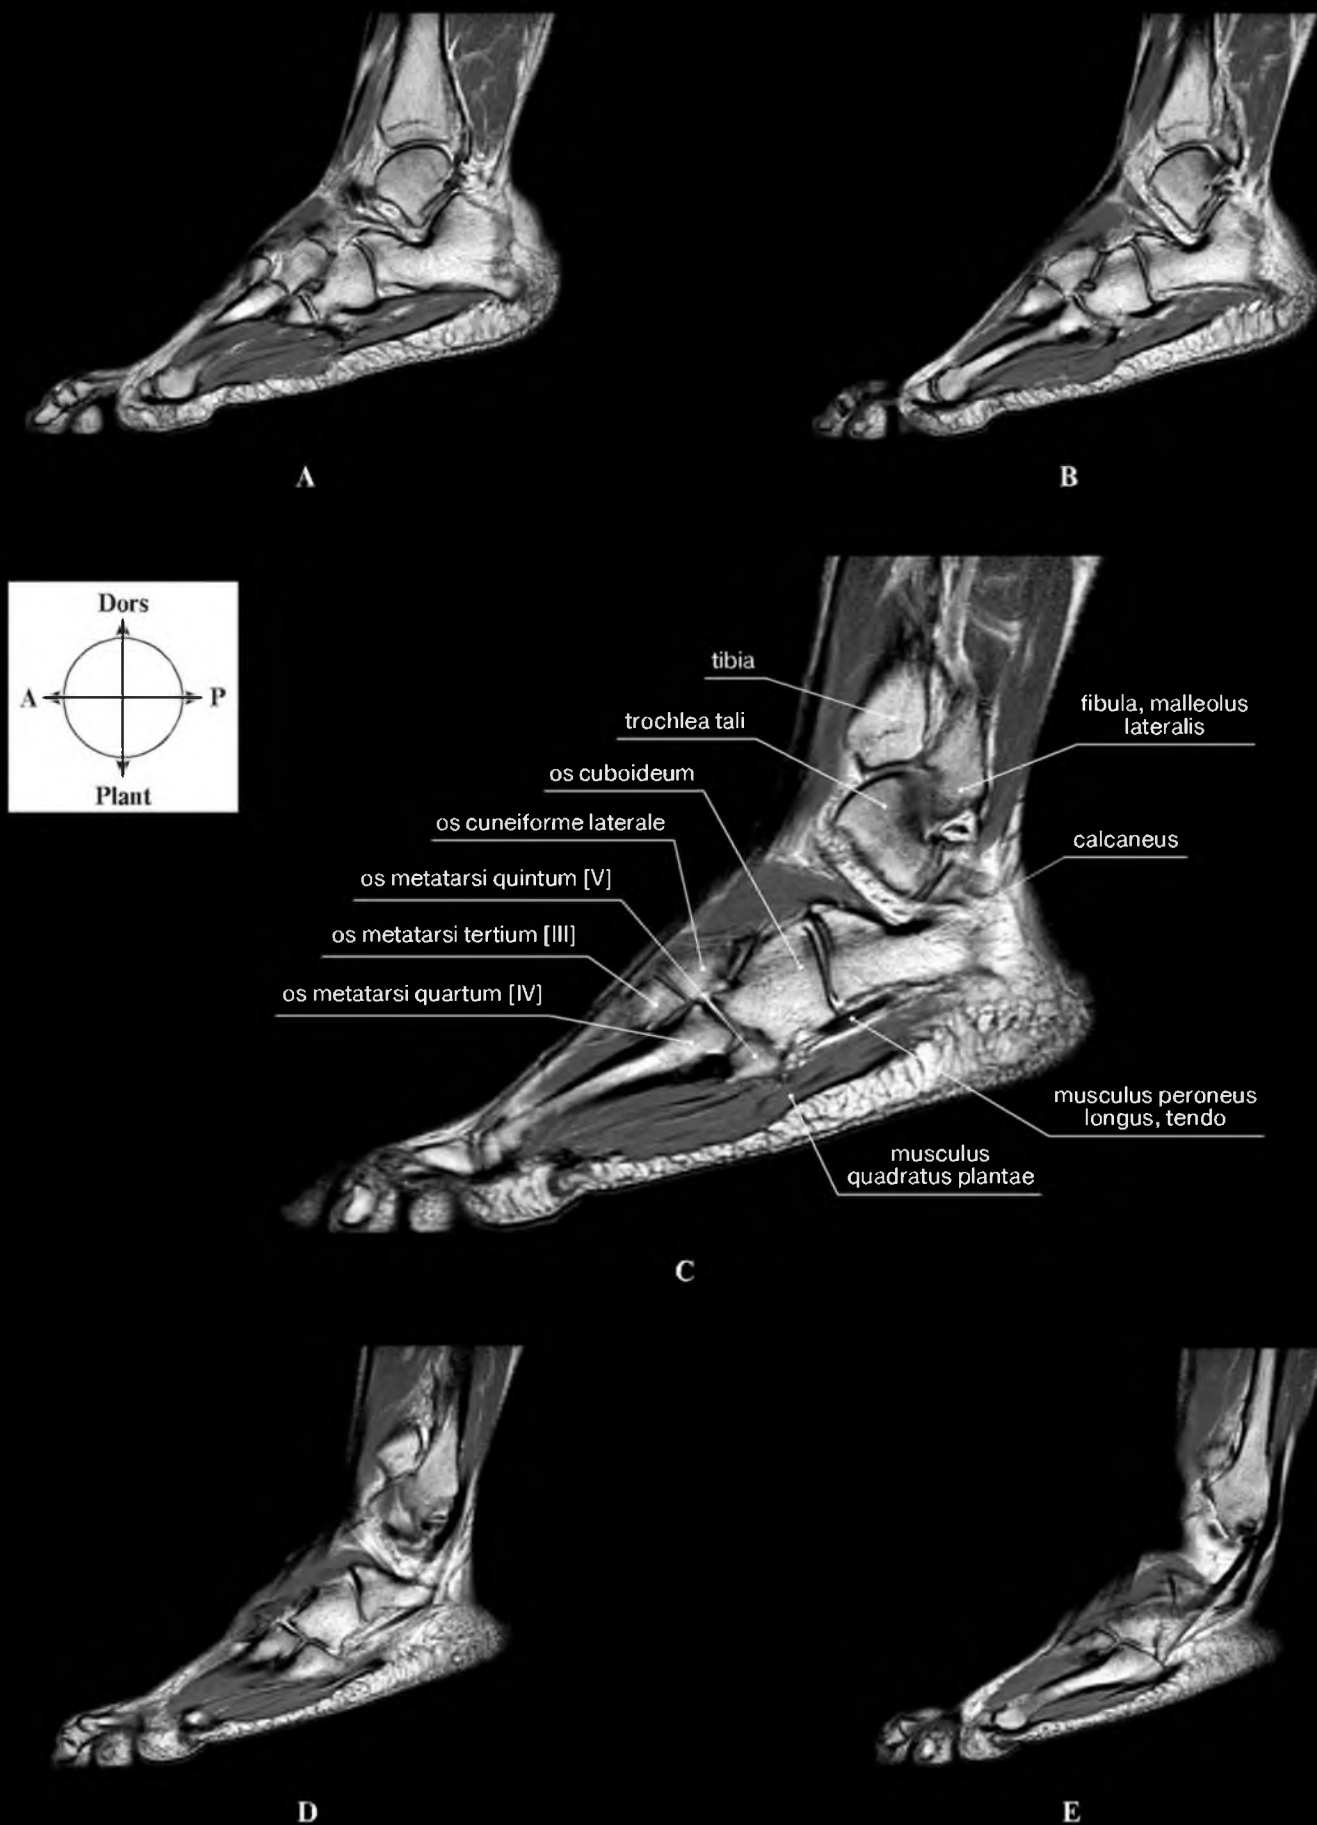 A
B
Dors
A
P
Plant
tibia
trochlea tali
fibula, malleolus
lateralis
os cuboideum
os cuneiforme laterale
calcaneus
os metatarsi quintum [V]
os metatarsi tertium [III]
os metatarsi quartum [IV]
musculus peroneus
longus, tendo
musculus
quadratus plantae
C
D
E